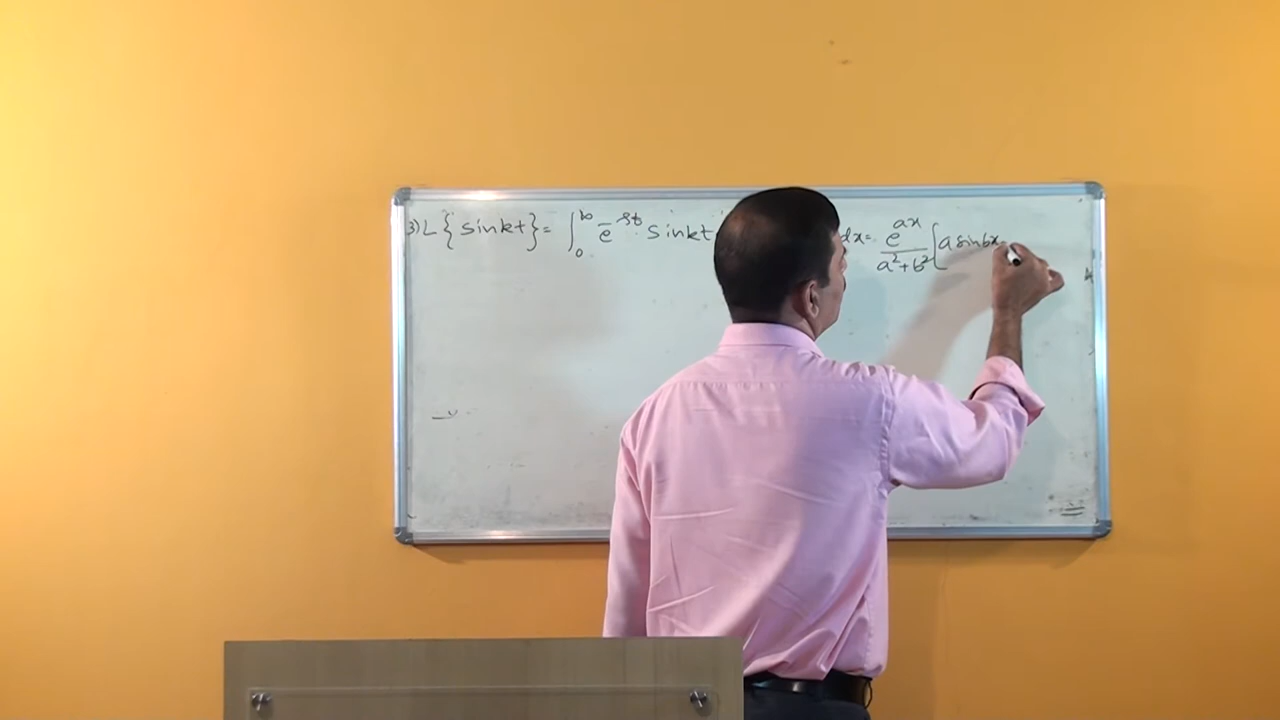 3) L{sinkt} = ∫₀^∞ e^-st. sinkt dx = e^ax/a²+b² [a sinbx